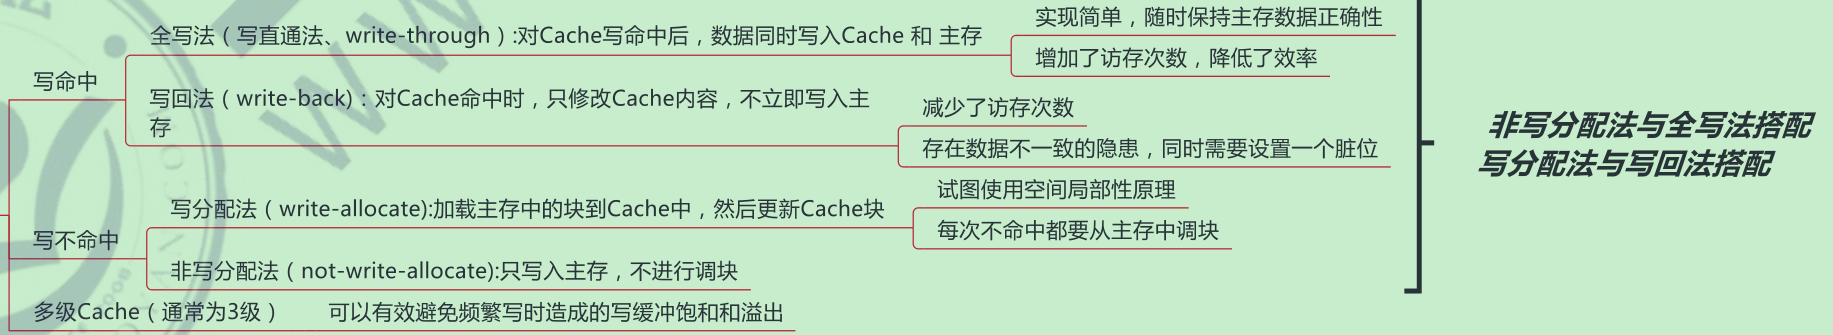 写命中
全写法（写直通法、write-through）:对Cache写命中后，数据同时写入Cache 和 主存
实现简单，随时保持主存数据正确性
增加了访存次数，降低了效率
写回法（write-back)：对Cache命中时，只修改Cache内容，不立即写入主
存
减少了访存次数
存在数据不一致的隐患，同时需要设置一个脏位
写不命中
写分配法（write-allocate):加载主存中的块到Cache中，然后更新Cache块
试图使用空间局部性原理
每次不命中都要从主存中调块
非写分配法（not-write-allocate):只写入主存，不进行调块
多级Cache（通常为3级）
可以有效避免频繁写时造成的写缓冲饱和和溢出
非写分配法与全写法搭配
写分配法与写回法搭配